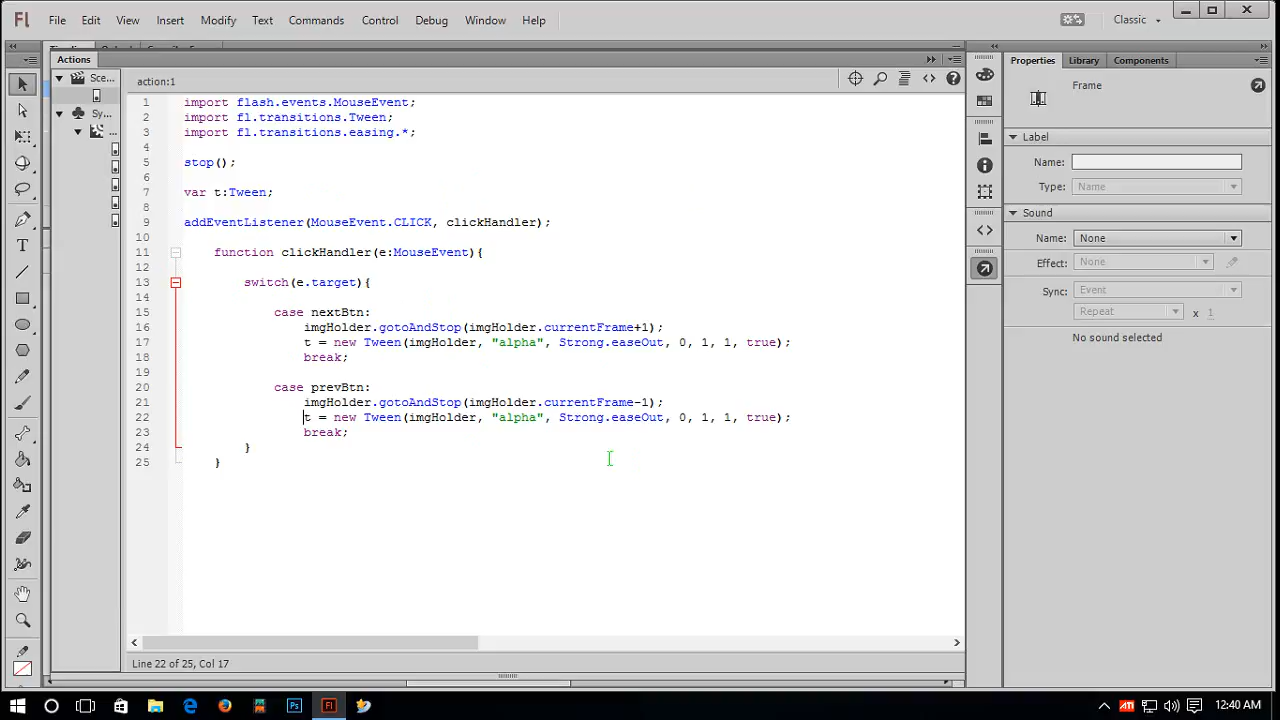 Fl File Edit View Insert Modify Text Commands Control Debug Window Help Classic
Actions
Properties Library Components
Sce...
action:1
Frame
Sy...
...
1 import flash.events.MouseEvent;
2 import fl.transitions.Tween;
3 import fl.transitions.easing.*;
4
5 stop();
6
7 var t:Tween;
8
9 addEventListener(MouseEvent.CLICK, clickHandler);
10
11 function clickHandler(e:MouseEvent){
12
13 switch(e.target){
14
15 case nextBtn:
16 imgHolder.gotoAndStop(imgHolder.currentFrame+1);
17 t = new Tween(imgHolder, "alpha", Strong.easeOut, 0, 1, 1, true);
18 break;
19
20 case prevBtn:
21 imgHolder.gotoAndStop(imgHolder.currentFrame-1);
22 t = new Tween(imgHolder, "alpha", Strong.easeOut, 0, 1, 1, true);
23 break;
24 }
25 }
Label
Name:
Type: Name
Sound
Name: None
Effect: None
Sync: Event
Repeat x 1
No sound selected
Line 22 of 25, Col 17
Ps Fl ATI 12:40 AM